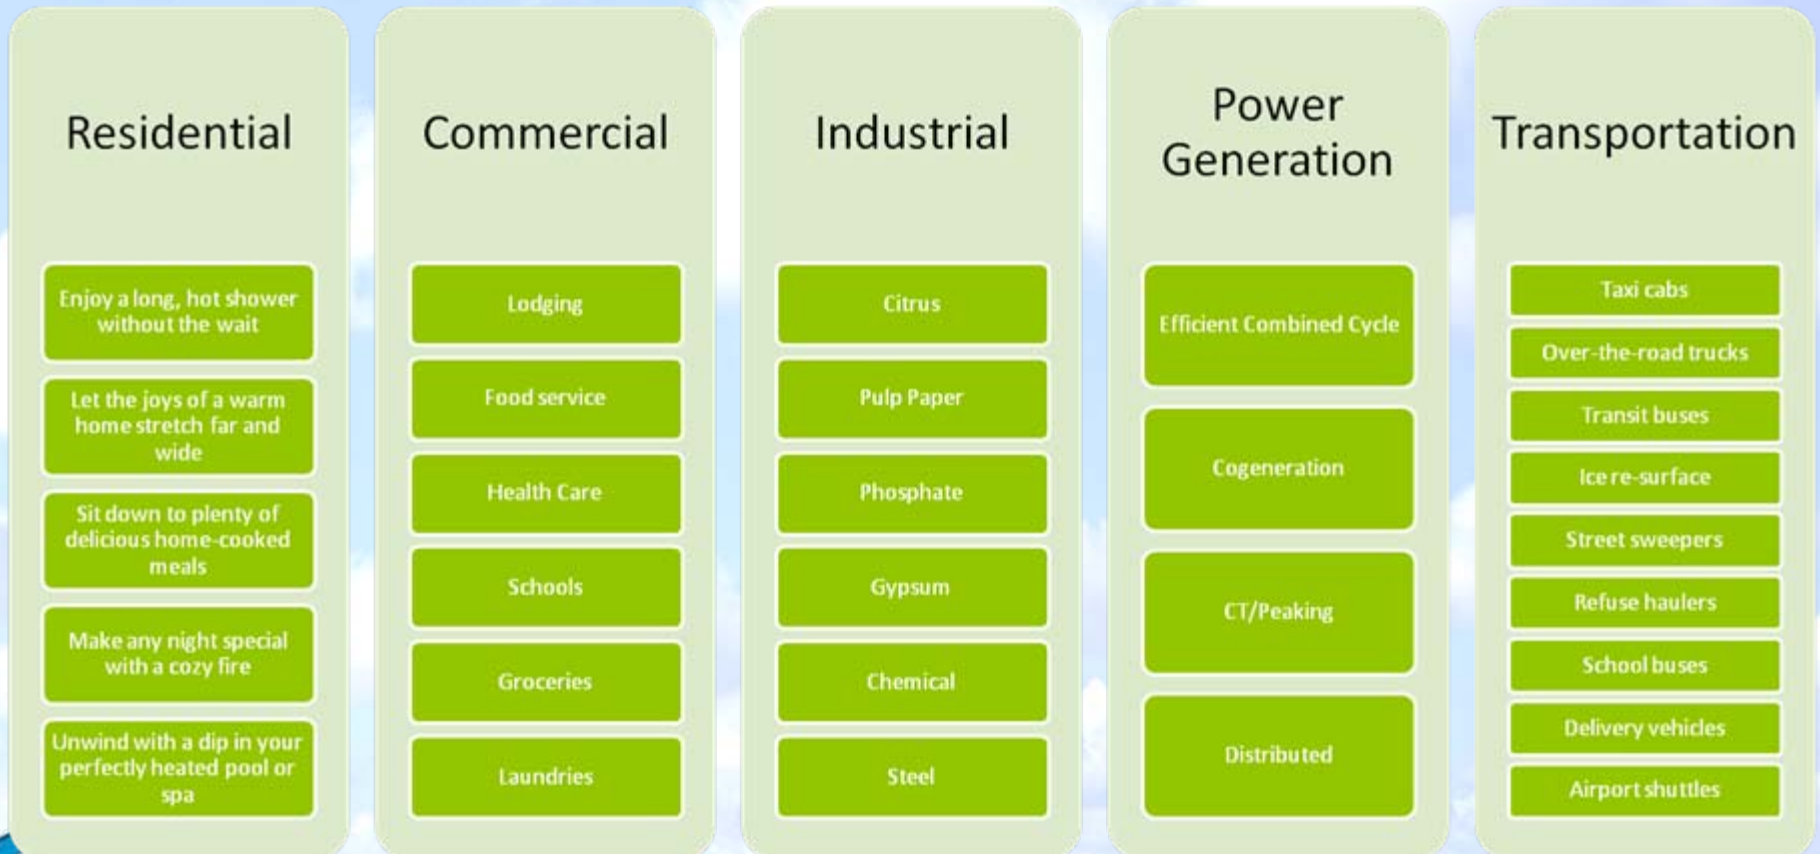 Residential
Enjoy a long, hot shower
without the wait
Let the joys of a warm
home stretch far and
wide
Sit down to plenty of
delicious home-cooked
meals
Make any night special
with a cozy fire
Unwind with a dip in your
perfectly heated pool or
spa
Commercial
Lodging
Food service
Health Care
Schools
Groceries
Laundries
Industrial
Citrus
Pulp Paper
Phosphate
Gypsum
Chemical
Steel
Power
Generation
Efficient Combined Cycle
Cogeneration
CT/Peaking
Distributed
Transportation
Taxi cabs
Over-the-road trucks
Transit buses
Ice re-surface
Street sweepers
Refuse haulers
School buses
Delivery vehicles
Airport shuttles